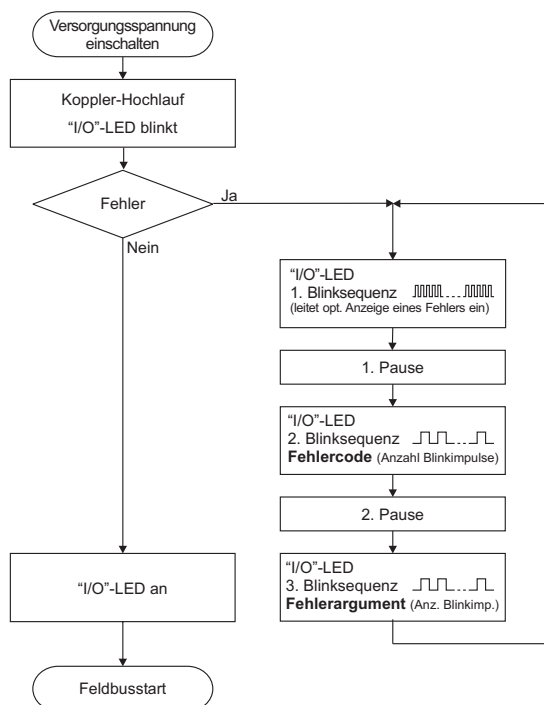 Versorgungsspannung
einschalten
Koppler-Hochlauf
"I/O"-LED blinkt
Fehler
Ja
Nein
"I/O"-LED
1. Blinksequenz
(leitet opt. Anzeige eines Fehlers ein)
1. Pause
"I/O"-LED
2. Blinksequenz
Fehlercode (Anzahl Blinkimpulse)
2. Pause
"I/O"-LED
3. Blinksequenz
Fehlerargument (Anz. Blinkimp.)
"I/O"-LED an
Feldbusstart